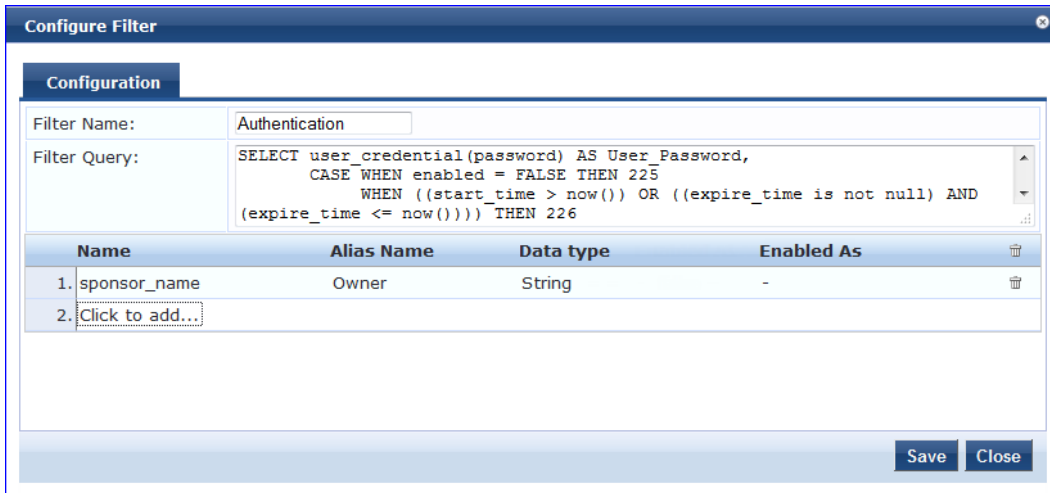 Configure Filter
Configuration
Filter Name: Authentication
Filter Query: SELECT user_credential(password) AS User_Password,
CASE WHEN enabled = FALSE THEN 225
WHEN ((start_time > now()) OR ((expire_time is not null) AND
(expire_time <= now()))) THEN 226
Name Alias Name Data type Enabled As
1. sponsor_name Owner String -
2. Click to add...
Save Close